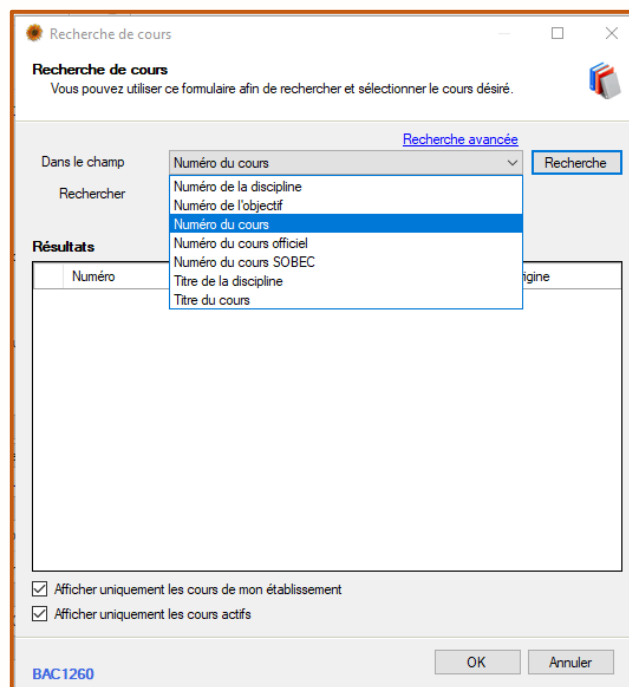 Recherche de cours
Recherche de cours
Vous pouvez utiliser ce formulaire afin de rechercher et sélectionner le cours désiré.
Recherche avancée
Dans le champ Numéro du cours Recherche
Rechercher
Numéro de la discipline
Numéro de l'objectif
Numéro du cours
Numéro du cours officiel
Numéro du cours SOBEC
Titre de la discipline
Titre du cours
Résultats
Numéro
Afficher uniquement les cours de mon établissement
Afficher uniquement les cours actifs
BAC1260
OK Annuler